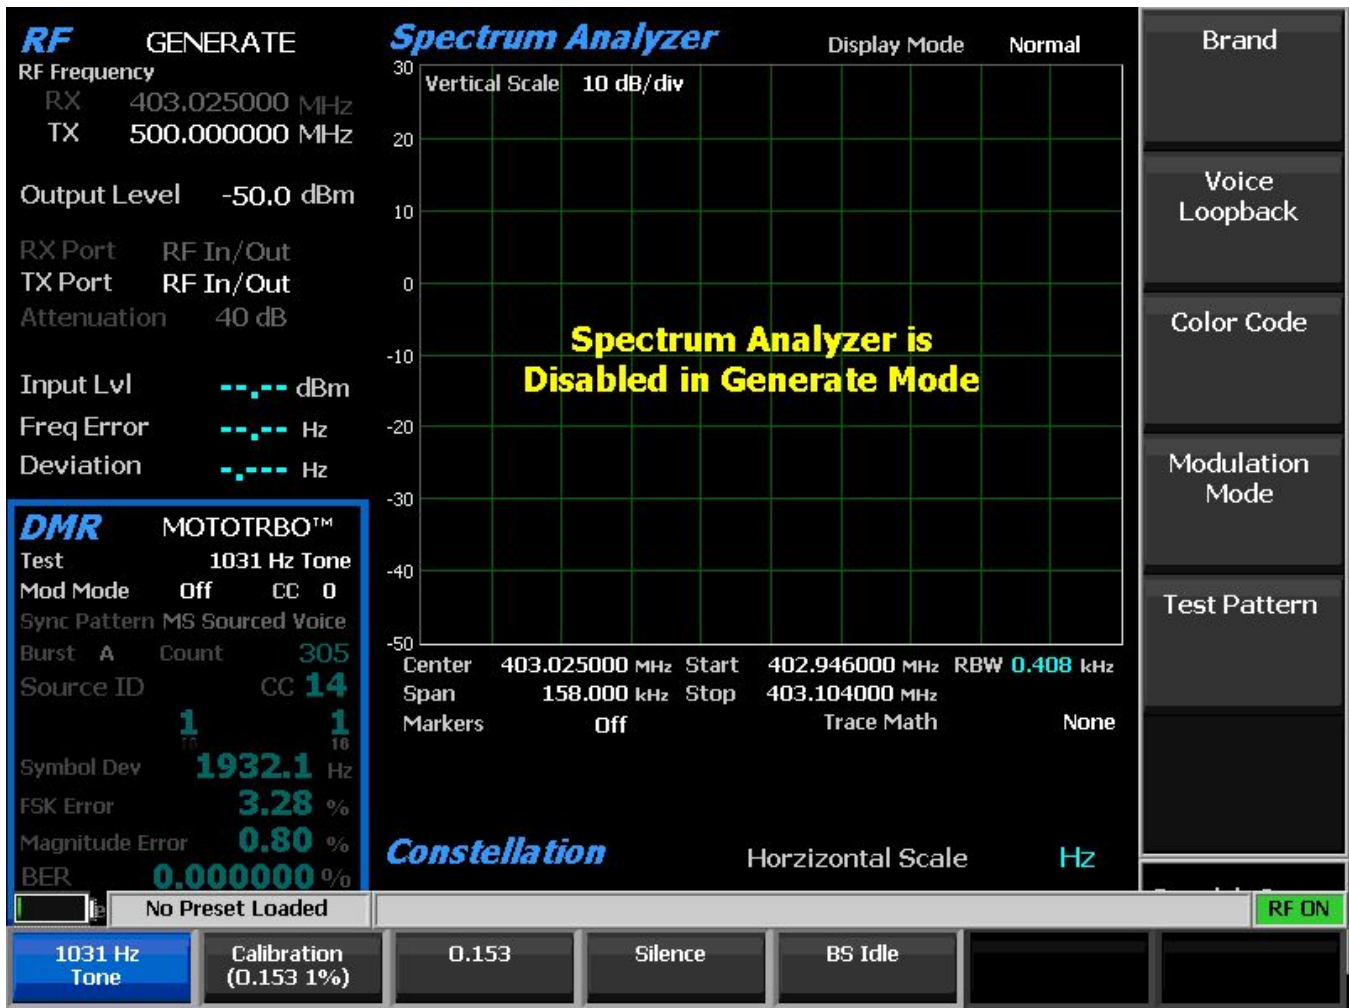 RF GENERATE
RF Frequency
RX 403.025000 MHz
TX 500.000000 MHz
Output Level -50.0 dBm
RX Port RF In/Out
TX Port RF In/Out
Attenuation 40 dB
Input Lvl --.-- dBm
Freq Error --.-- Hz
Deviation -.--- Hz
DMR MOTOTRBO™
Test 1031 Hz Tone
Mod Mode Off CC 0
Sync Pattern MS Sourced Voice
Burst A Count 305
Source ID CC 14
1 1
10 16
Symbol Dev 1932.1 Hz
FSK Error 3.28 %
Magnitude Error 0.80 %
BER 0.000000 %
Spectrum Analyzer Display Mode Normal
Vertical Scale 10 dB/div
30
20
10
0
-10
-20
-30
-40
-50
Spectrum Analyzer is
Disabled in Generate Mode
Center 403.025000 MHz Start 402.946000 MHz RBW 0.408 kHz
Span 158.000 kHz Stop 403.104000 MHz
Markers Off Trace Math None
Constellation Horzizontal Scale Hz
Brand
Voice
Loopback
Color Code
Modulation
Mode
Test Pattern
No Preset Loaded
RF ON
1031 Hz
Tone
Calibration
(0.153 1%)
0.153
Silence
BS Idle